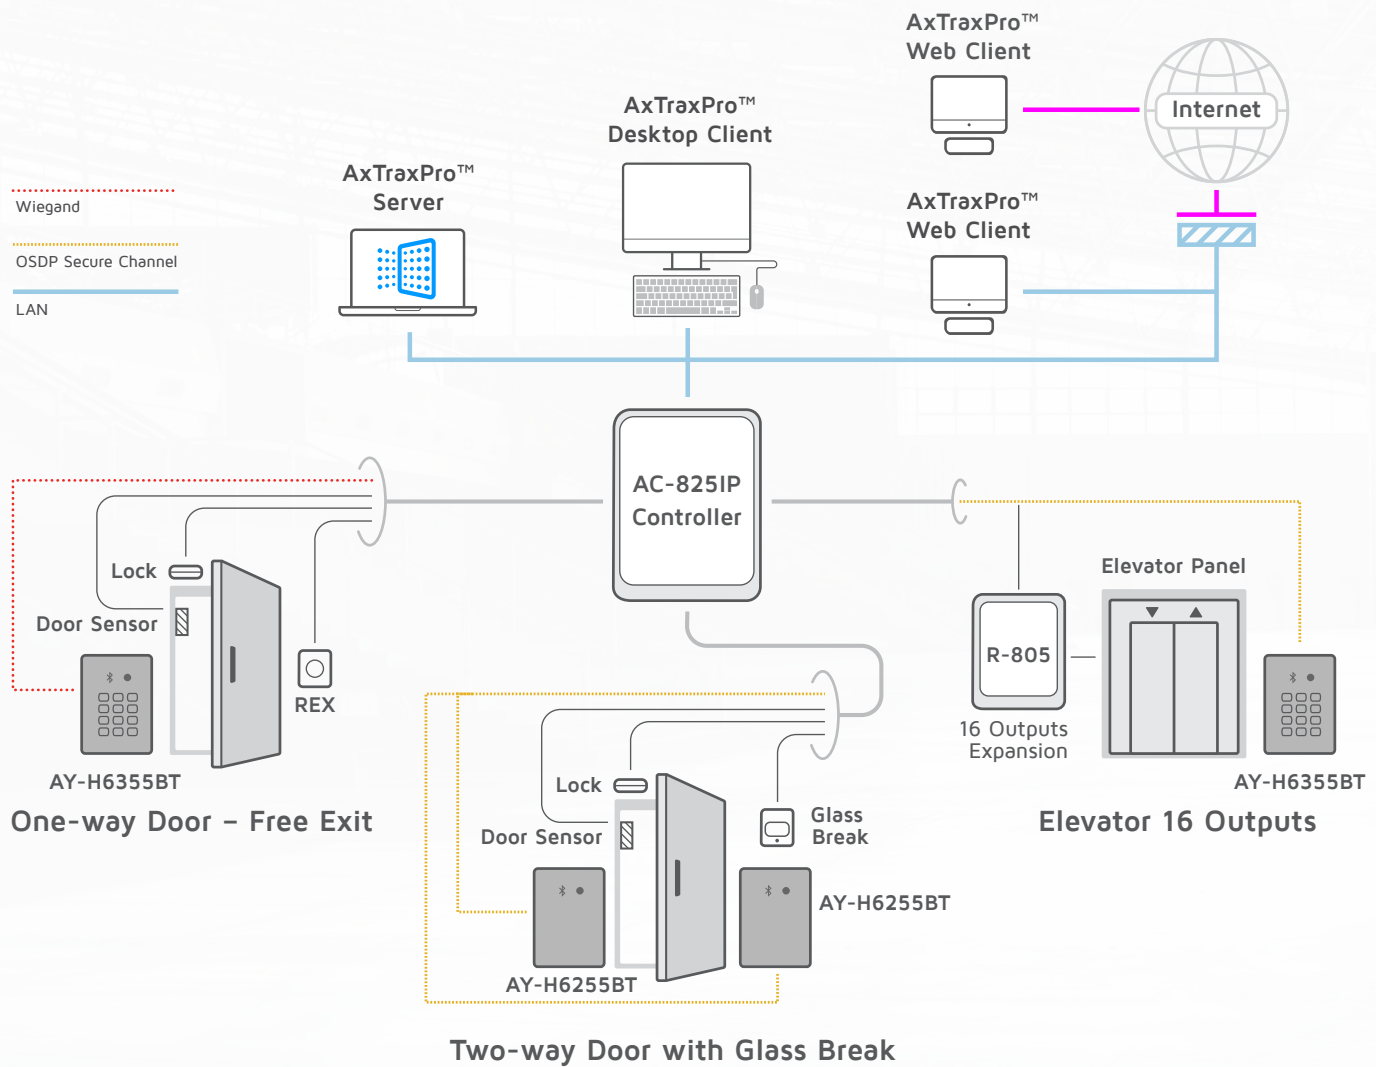 AxTraxPro™
Web Client
Internet
AxTraxPro™
Desktop Client
AxTraxPro™
Server
AxTraxPro™
Web Client
Wiegand
OSDP Secure Channel
LAN
AC-825IP
Controller
Lock
Door Sensor
REX
AY-H6355BT
One-way Door – Free Exit
Lock
Door Sensor
Glass
Break
AY-H6255BT
AY-H6255BT
Two-way Door with Glass Break
Elevator Panel
R-805
16 Outputs
Expansion
AY-H6355BT
Elevator 16 Outputs